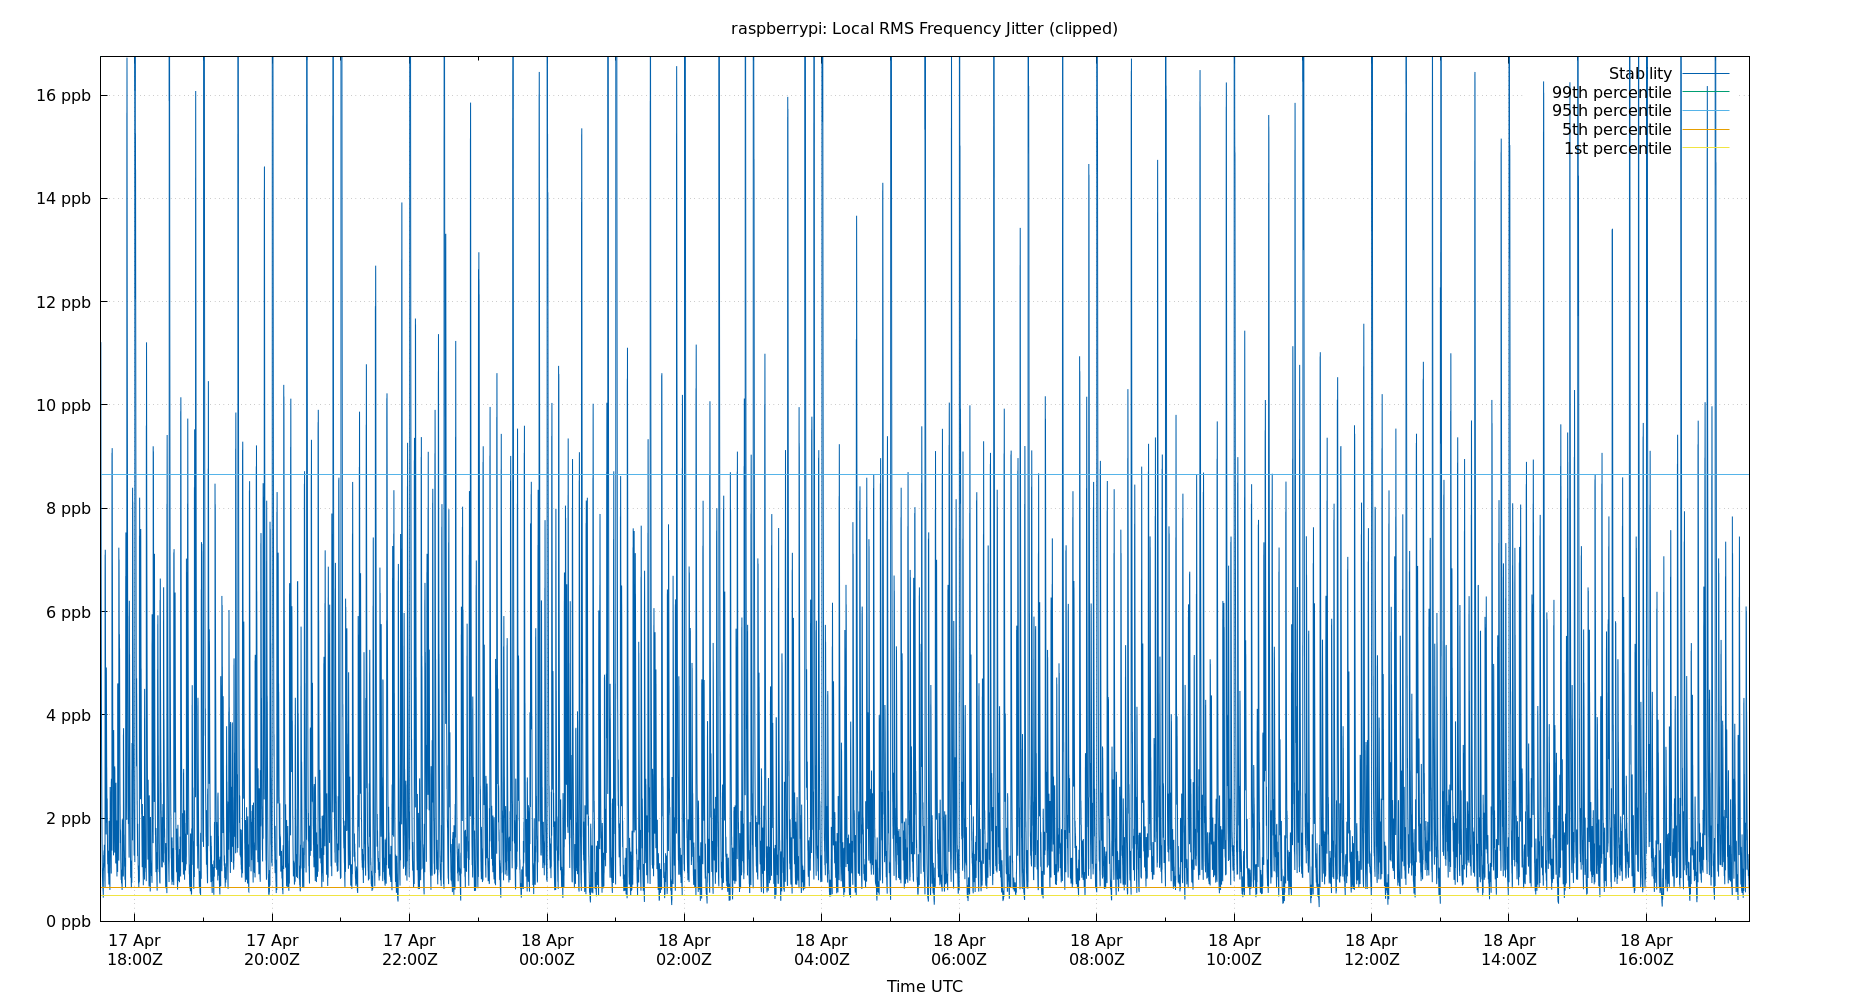 raspberrypi: Local RMS Frequency Jitter (clipped)
Stability
99th percentile
95th percentile
5th percentile
1st percentile
16 ppb
14 ppb
12 ppb
10 ppb
8 ppb
6 ppb
4 ppb
2 ppb
0 ppb
17 Apr 17 Apr 17 Apr 18 Apr 18 Apr 18 Apr 18 Apr 18 Apr 18 Apr 18 Apr 18 Apr 18 Apr
18:00Z 20:00Z 22:00Z 00:00Z 02:00Z 04:00Z 06:00Z 08:00Z 10:00Z 12:00Z 14:00Z 16:00Z
Time UTC